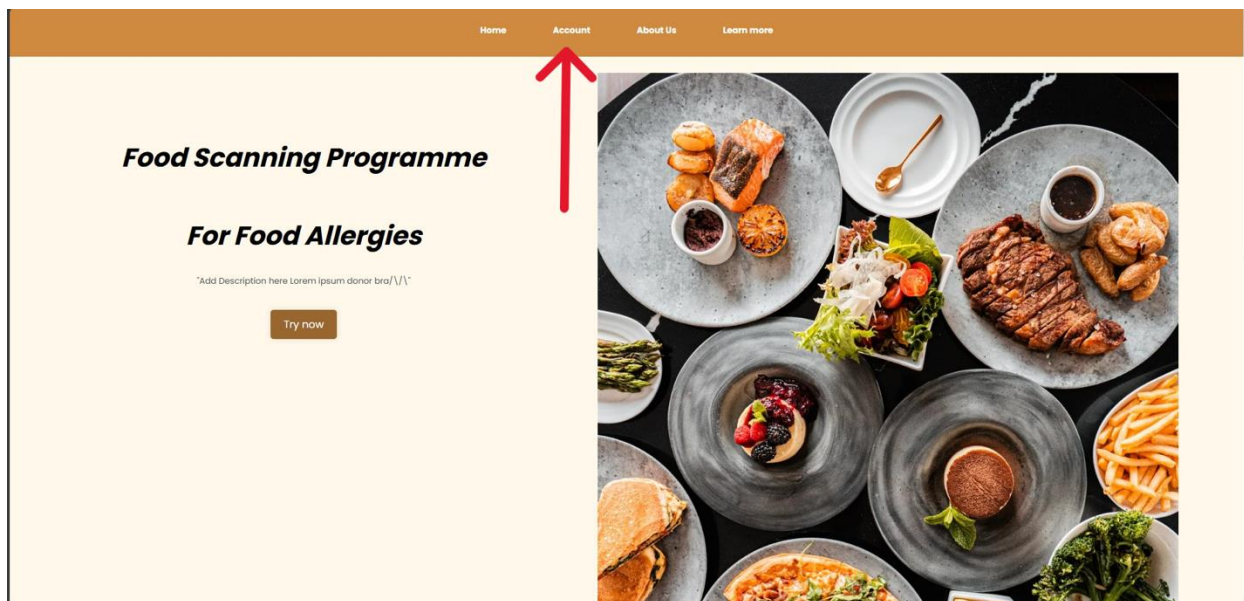 Home Account About Us Learn more
Food Scanning Programme
For Food Allergies
"Add Description here Lorem ipsum donor bra/\/\"
Try now